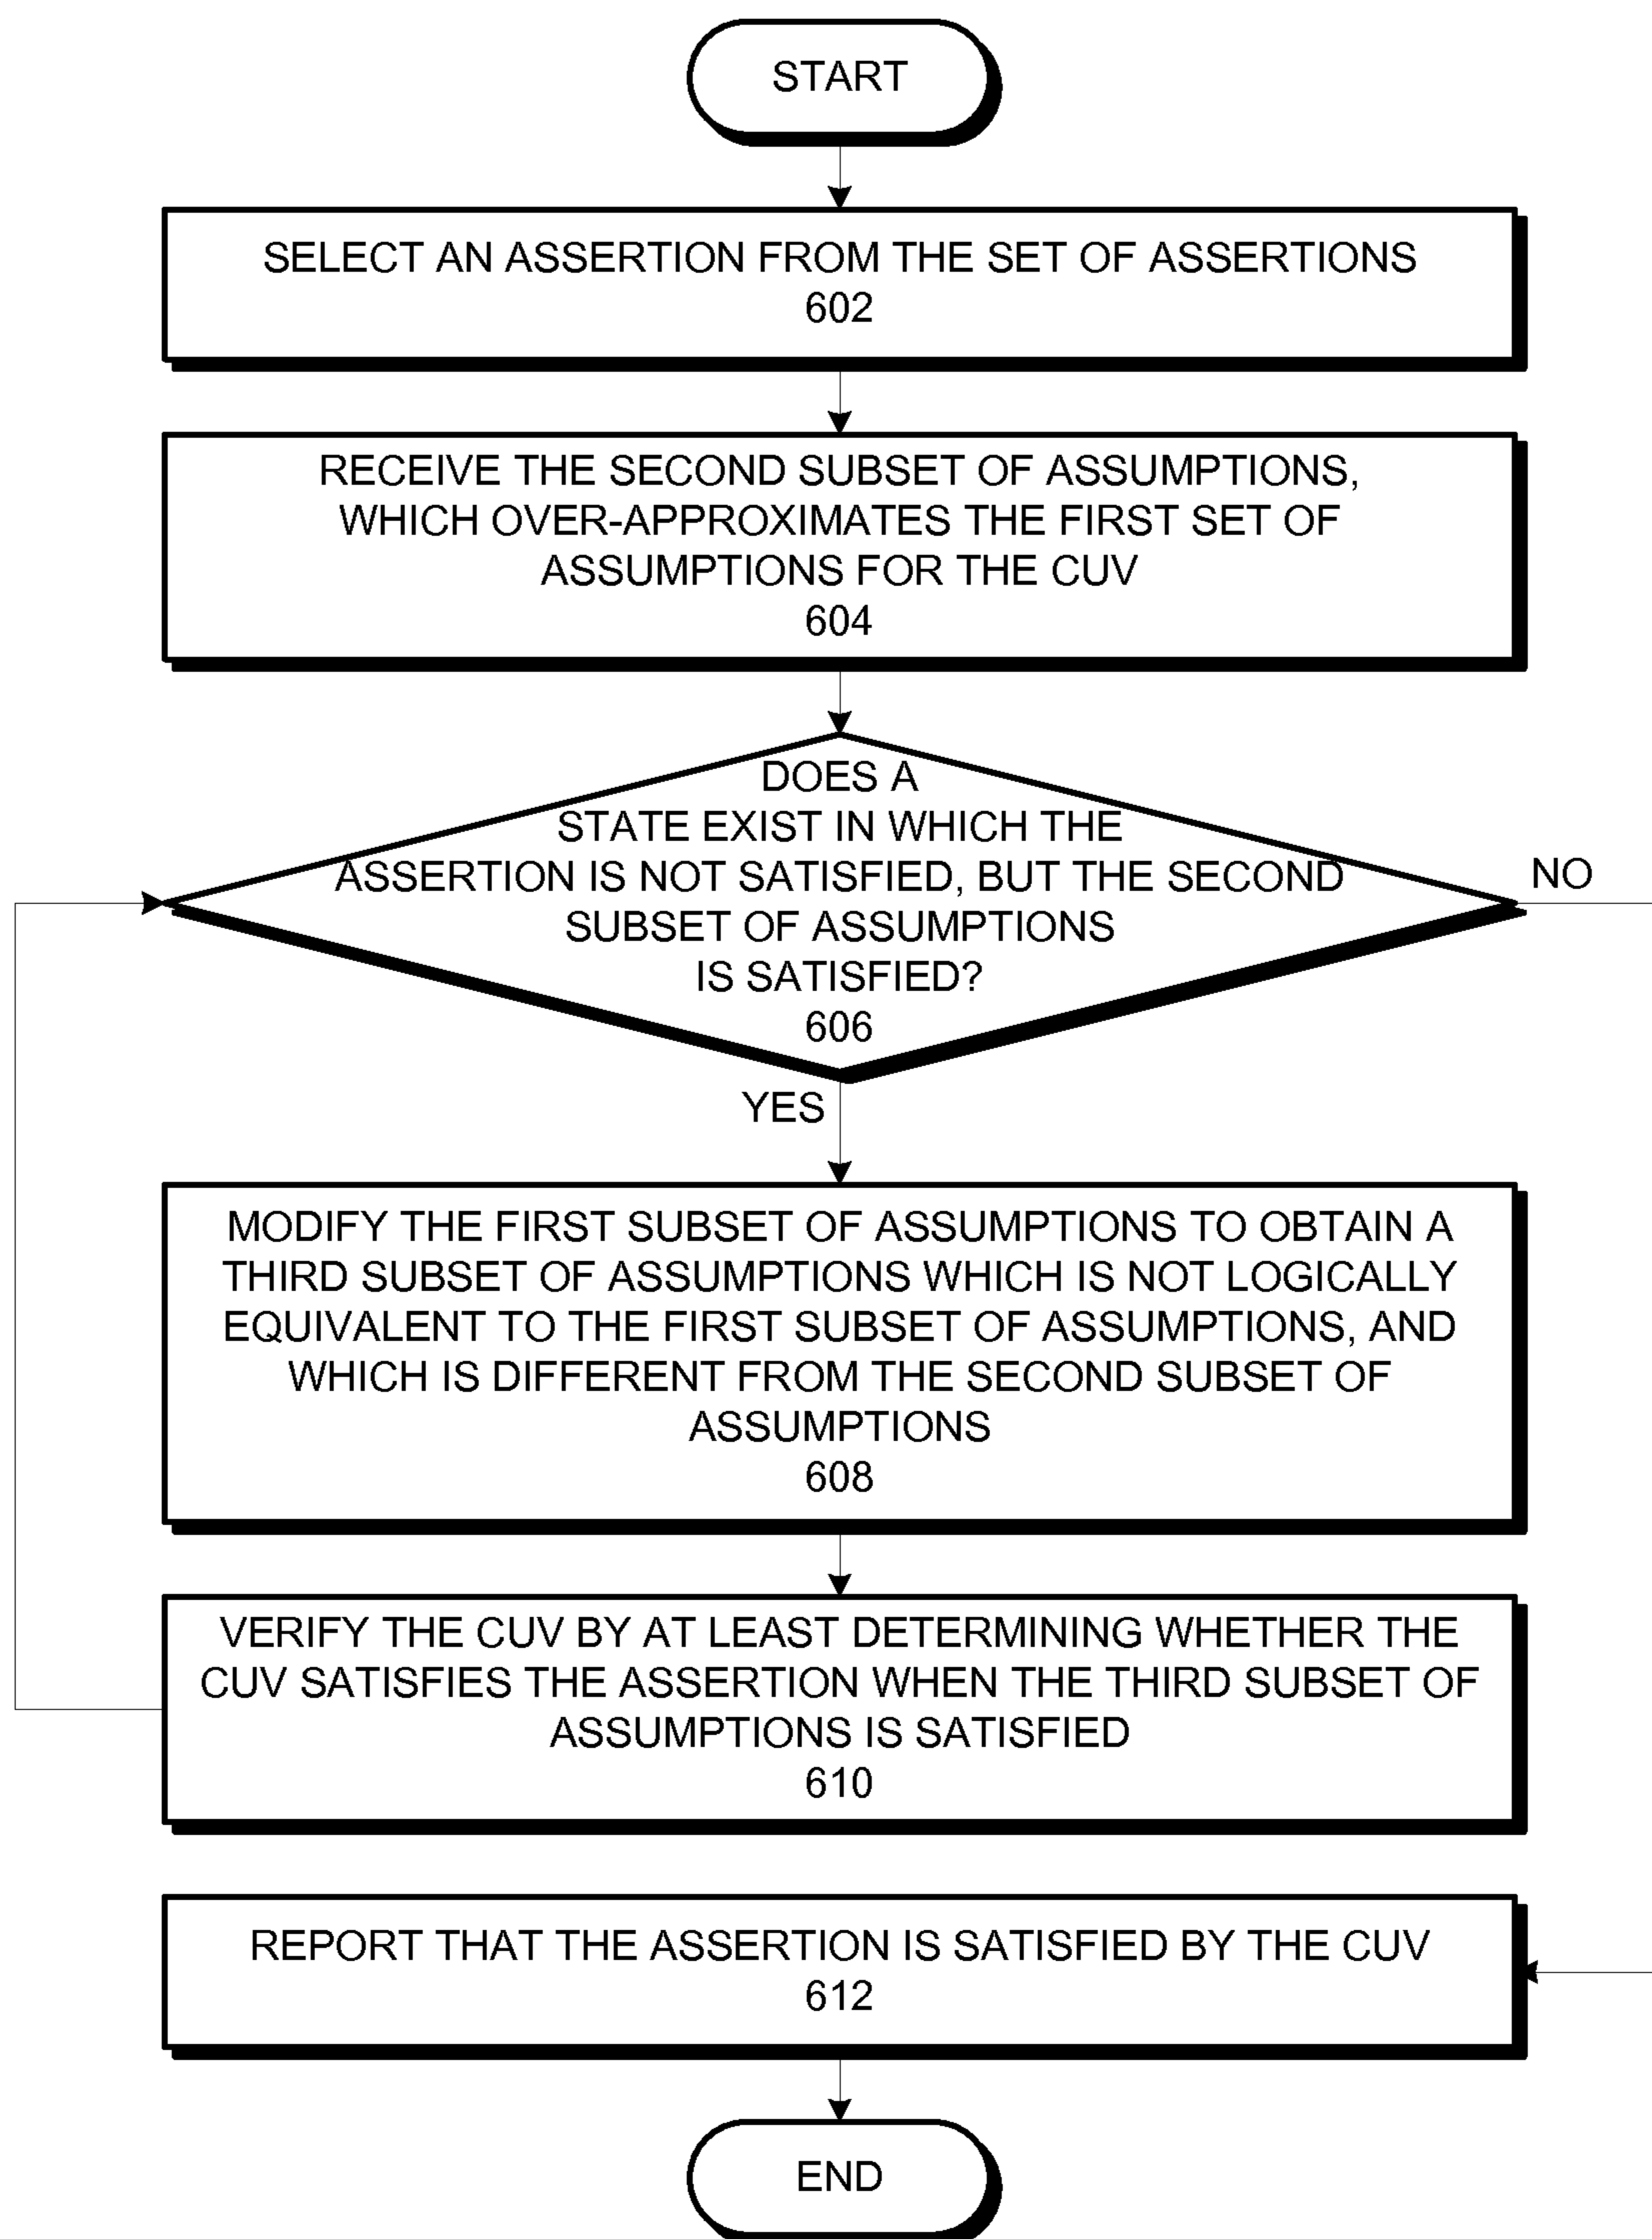 START
SELECT AN ASSERTION FROM THE SET OF ASSERTIONS
602
RECEIVE THE SECOND SUBSET OF ASSUMPTIONS,
WHICH OVER-APPROXIMATES THE FIRST SET OF
ASSUMPTIONS FOR THE CUV
604
DOES A
STATE EXIST IN WHICH THE
ASSERTION IS NOT SATISFIED, BUT THE SECOND
SUBSET OF ASSUMPTIONS
IS SATISFIED?
606
NO
YES
MODIFY THE FIRST SUBSET OF ASSUMPTIONS TO OBTAIN A
THIRD SUBSET OF ASSUMPTIONS WHICH IS NOT LOGICALLY
EQUIVALENT TO THE FIRST SUBSET OF ASSUMPTIONS, AND
WHICH IS DIFFERENT FROM THE SECOND SUBSET OF
ASSUMPTIONS
608
VERIFY THE CUV BY AT LEAST DETERMINING WHETHER THE
CUV SATISFIES THE ASSERTION WHEN THE THIRD SUBSET OF
ASSUMPTIONS IS SATISFIED
610
REPORT THAT THE ASSERTION IS SATISFIED BY THE CUV
612
END